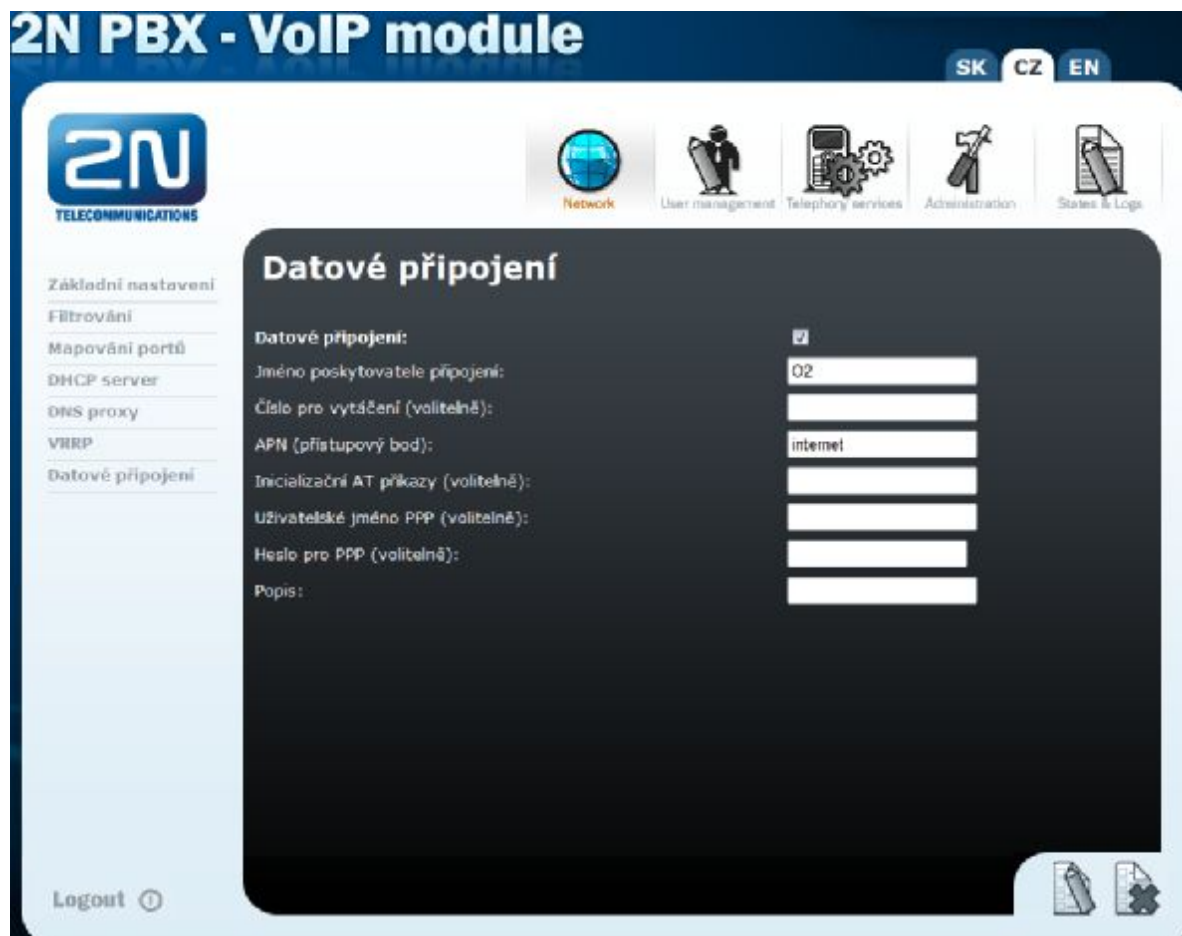 2N PBX - VoIP module
SK CZ EN
2N
TELECOMMUNICATIONS
Network
User management
Telephony services
Administration
States & Logs
Základní nastavení
Filtrování
Mapování portů
DHCP server
DNS proxy
VRRP
Datové připojení
Datové připojení
Datové připojení:
Jméno poskytovatele připojení: O2
Číslo pro vytáčení (volitelně):
APN (přístupový bod): internet
Inicializační AT příkazy (volitelně):
Uživatelské jméno PPP (volitelně):
Heslo pro PPP (volitelně):
Popis:
Logout